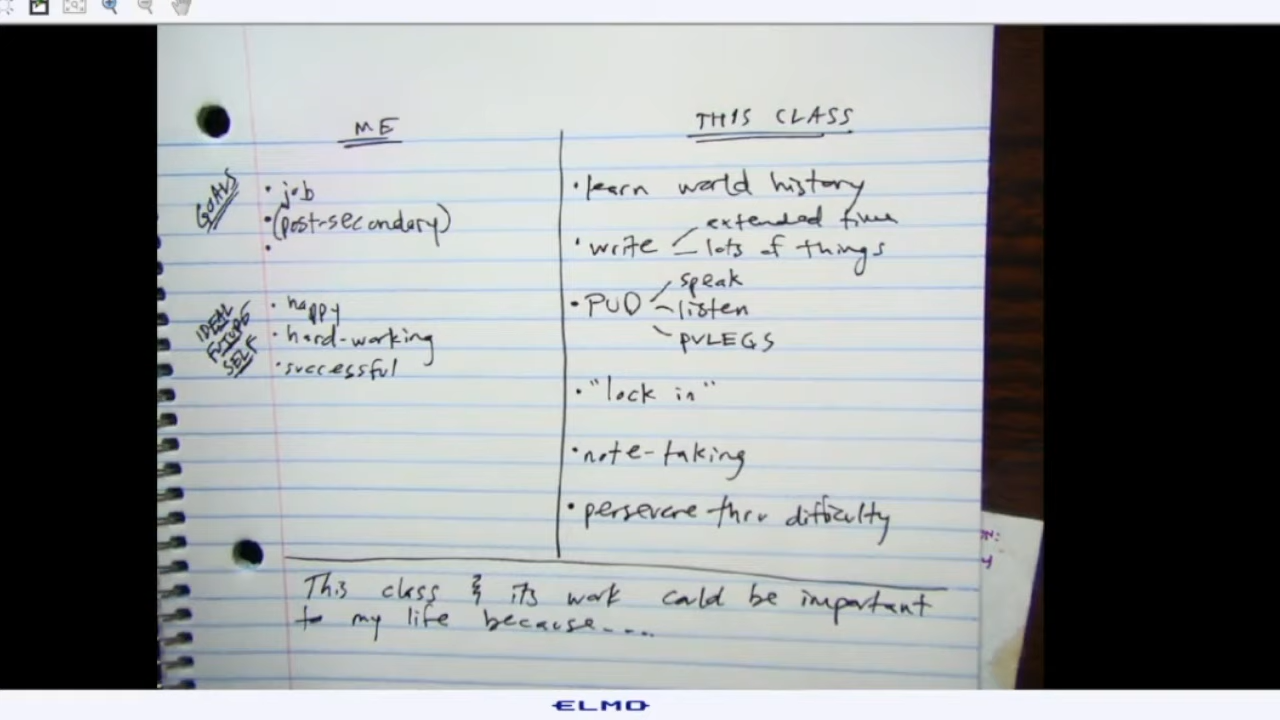 ME
THIS CLASS
GOALS
• job
• (post-secondary)
•
IDEAL
FUTURE
SELF
• happy
• hard-working
• successful
• learn world history
• write
extended time
lots of things
• PUD
speak
listen
PVLEGS
• "lock in"
• note-taking
• persevere thru difficulty
This class & its work could be important
to my life because....
ELMO